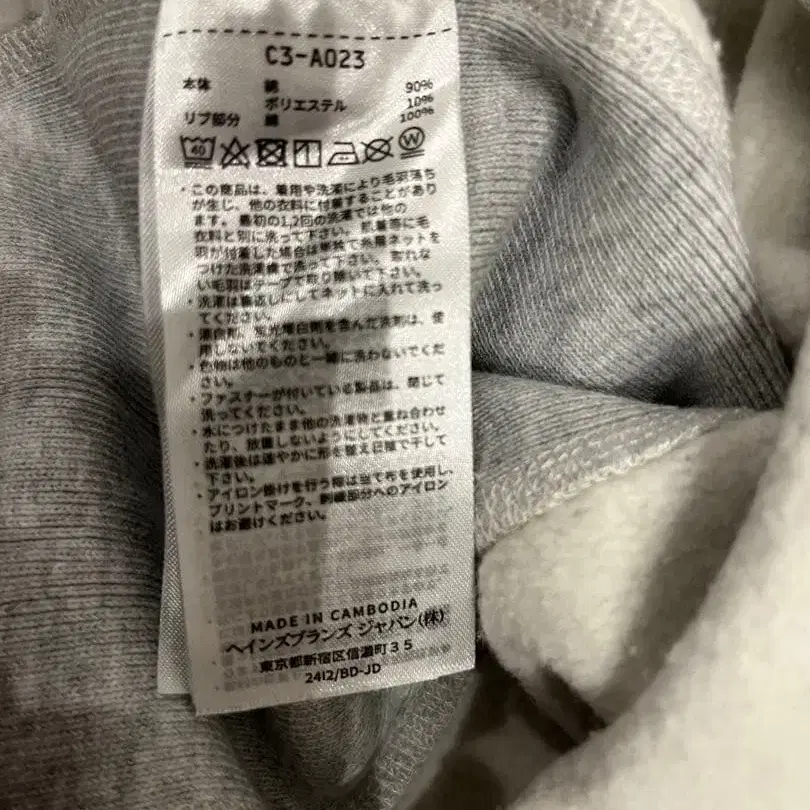 C3-A023
本体 綿 90%
ポリエステル 10%
リブ部分 綿 100%
40 W
・この商品は、着用や洗濯により毛羽落ち
が生じ、他の衣料に付着することがあり
ます。最初の1,2回の洗濯では他の
衣料と別に洗って下さい。肌着等に毛
羽が付着した場合は単独で糸屑ネットを
つけた洗濯機で洗って下さい。取れな
い毛羽はテープで取り除いて下さい。
・洗濯は裏返しにしてネットに入れて洗っ
てください。
・漂白剤、蛍光増白剤を含んだ洗剤は、使
用しないでください。
・色物は他のものと一緒に洗わないでくだ
さい。
・ファスナーが付いている製品は、閉じて
洗ってください。
・水につけたまま他の洗濯物と重ね合わせ
たり、放置しないようにしてください。
・洗濯後は速やかに形を整え日陰で干して
下さい。
・アイロン掛けを行う際は当て布を使用し、
プリントマーク、刺繍部分へのアイロン
はお避けください。
MADE IN CAMBODIA
ヘインズブランズ ジャパン(株)
東京都新宿区信濃町35
2412/BD-JD